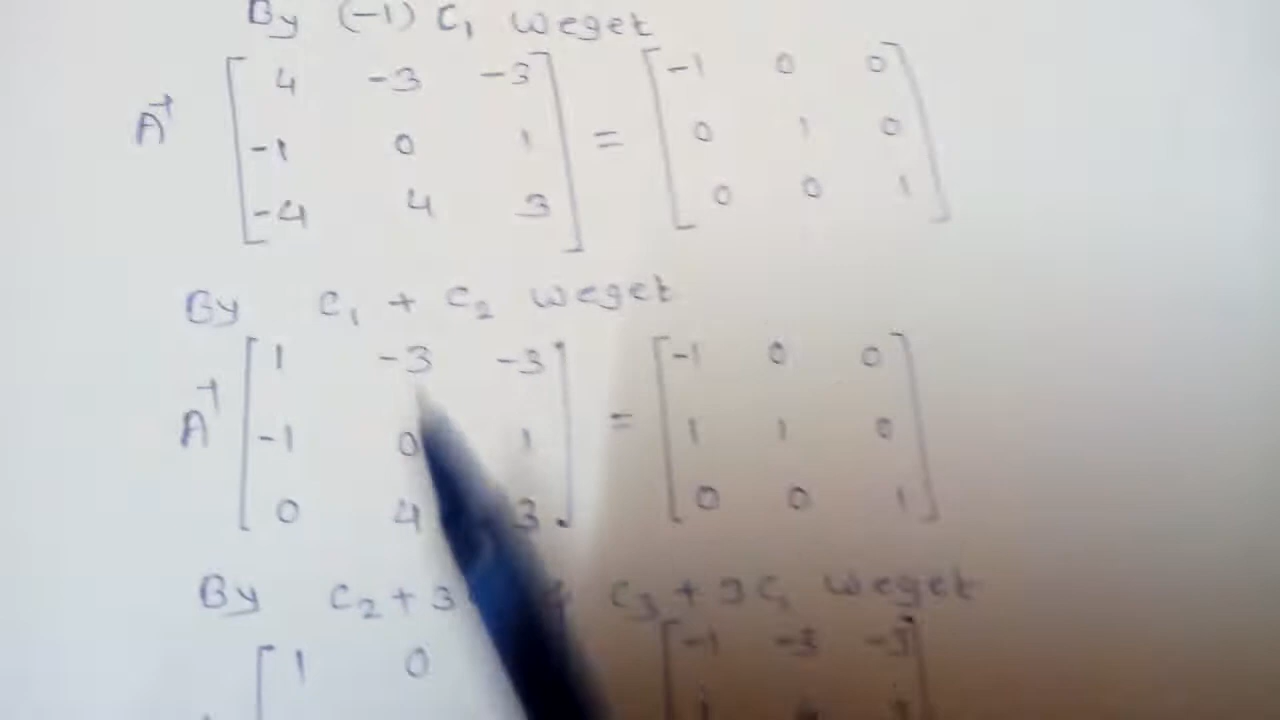 By (-1) C₁ weget
4 -3 -3 -1 0 0
A⁻¹ -1 0 1 = 0 1 0
-4 4 3 0 0 1
By C₁ + C₂ weget
1 -3 -3 -1 0 0
A⁻¹ -1 0 1 = 1 1 0
0 4 3 0 0 1
By C₂ + 3 C₃ + 3C₁ weget
1 0 -1 -3 -3